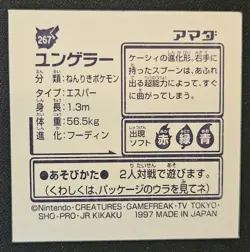 267
ユンゲラー
分類：ねんりきポケモン
タイプ：エスパー
身長：1.3m
体重：56.5kg
進化：フーディン
アマダ
ケーシィの進化形。右手に
持ったスプーンは、あふれ
出る超能力によって、すぐ
に曲がってしまう。
出現ソフト
赤 緑 青
●あそびかた● 2人対戦で遊びます。
(くわしくは、パッケージのウラを見てネ)
©Nintendo・CREATURES・GAMEFREAK・TV TOKYO・
SHO-PRO・JR KIKAKU 1997 MADE IN JAPAN